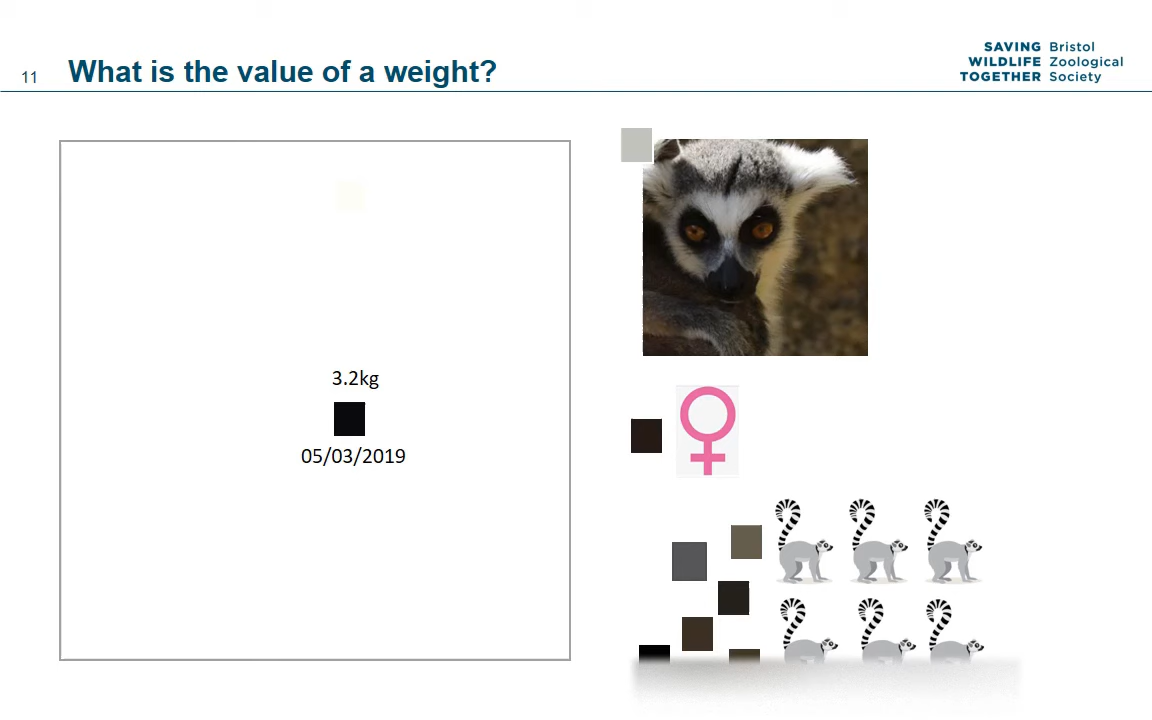 11
What is the value of a weight?
SAVING Bristol
WILDLIFE Zoological
TOGETHER Society
3.2kg
05/03/2019